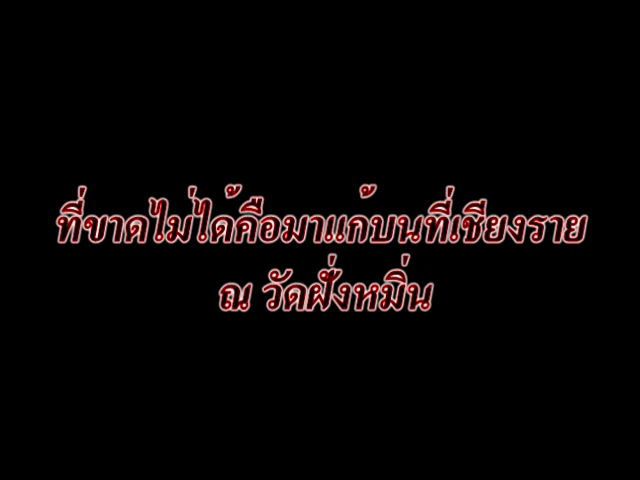 ที่ขาดไม่ได้คือมาแก้บนที่เชียงราย
ณ วัดฝั่งหมิ่น